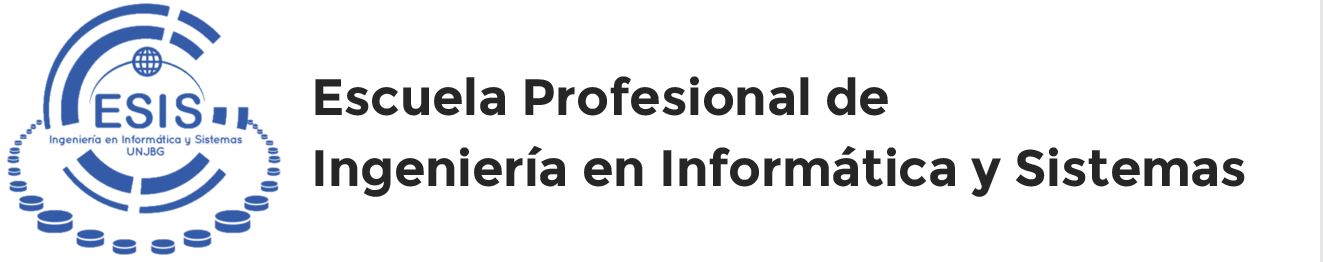 ESIS
Ingeniería en Informática y Sistemas
UNJBG
Escuela Profesional de
Ingeniería en Informática y Sistemas